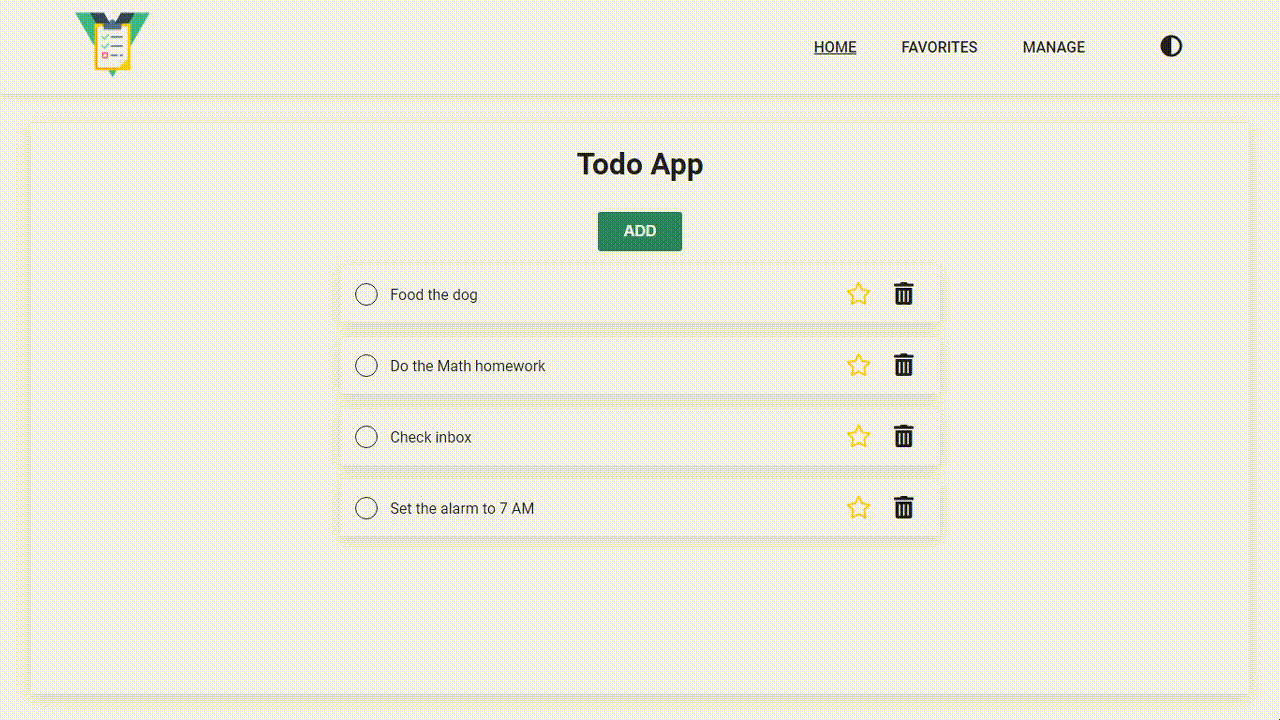 HOME FAVORITES MANAGE
Todo App
ADD
Food the dog
Do the Math homework
Check inbox
Set the alarm to 7 AM